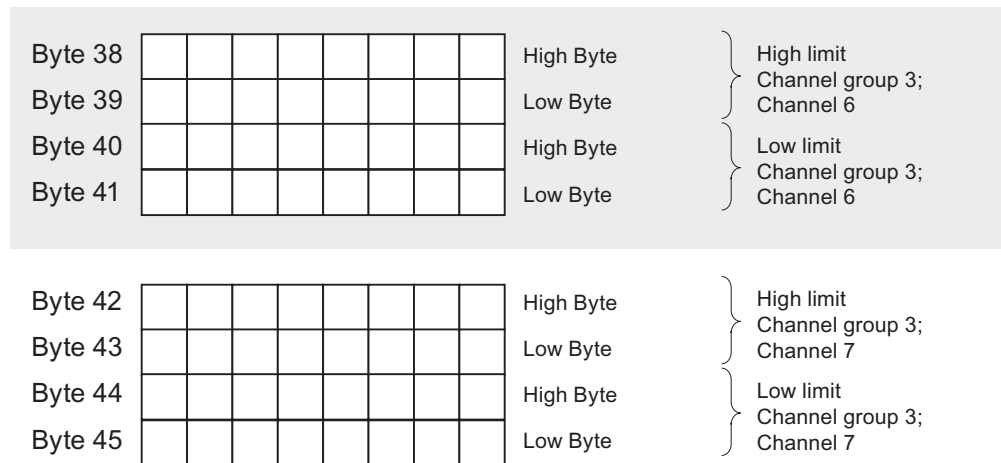 Byte 38
High Byte
Byte 39
Low Byte
High limit
Channel group 3;
Channel 6
Byte 40
High Byte
Byte 41
Low Byte
Low limit
Channel group 3;
Channel 6
Byte 42
High Byte
Byte 43
Low Byte
High limit
Channel group 3;
Channel 7
Byte 44
High Byte
Byte 45
Low Byte
Low limit
Channel group 3;
Channel 7